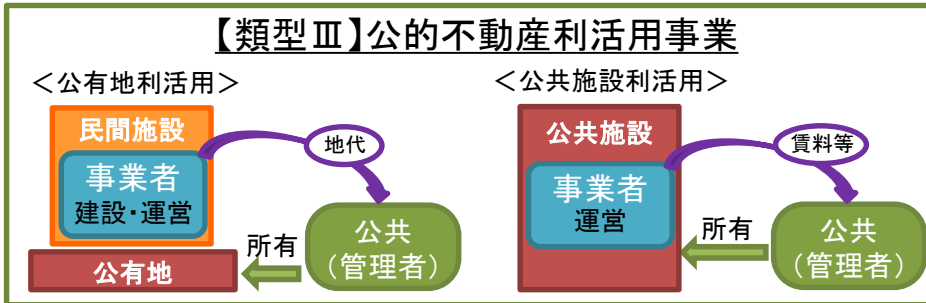 【類型Ⅲ】公的不動産利活用事業
＜公有地利活用＞
民間施設
事業者
建設・運営
地代
公共
（管理者）
所有
公有地
＜公共施設利活用＞
公共施設
事業者
運営
賃料等
公共
（管理者）
所有